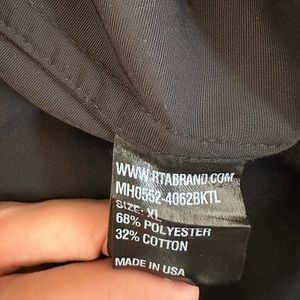 WWW.RTABRAND.COM
MH0552-4062BKTL
SIZE: XL
68% POLYESTER
32% COTTON
MADE IN USA